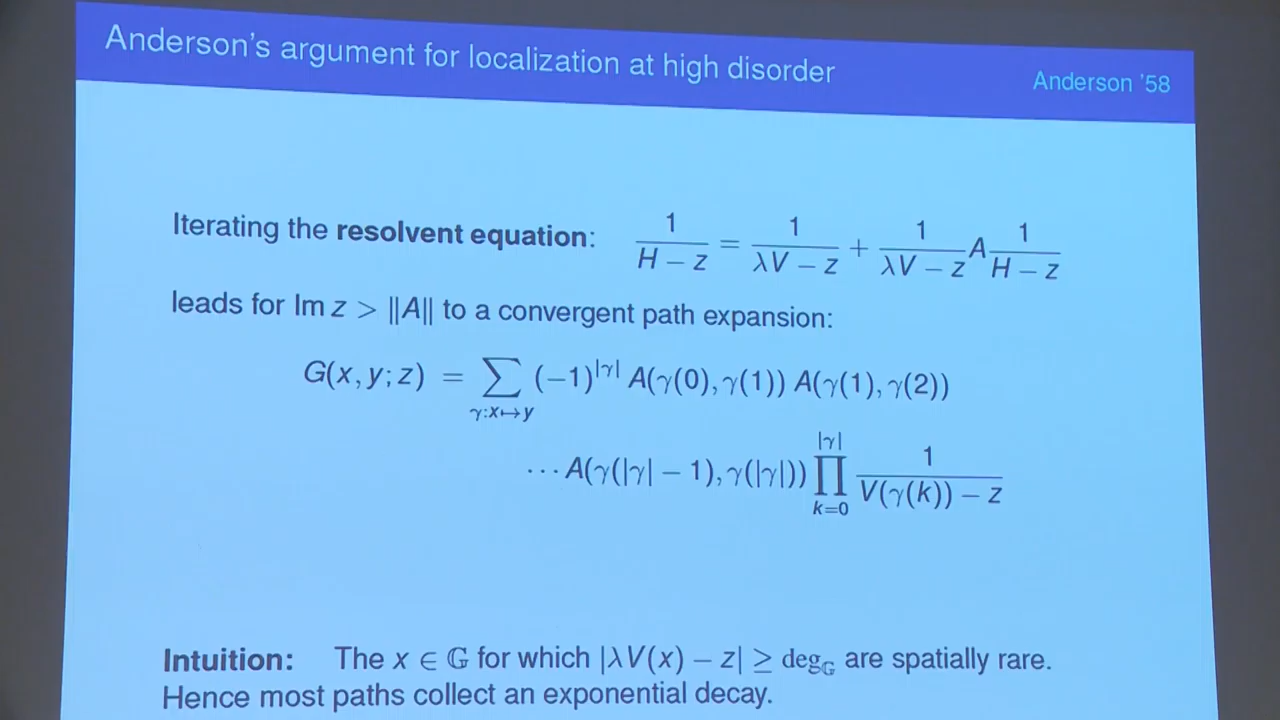 Anderson's argument for localization at high disorder
Anderson '58
Iterating the resolvent equation: 1/(H − z) = 1/(λV − z) + 1/(λV − z) A 1/(H − z)
leads for Im z > ‖A‖ to a convergent path expansion:
G(x, y; z) = ∑_{γ:x↦y} (−1)^{|γ|} A(γ(0), γ(1)) A(γ(1), γ(2))
⋯ A(γ(|γ| − 1), γ(|γ|)) ∏_{k=0}^{|γ|} 1/(V(γ(k)) − z)
Intuition: The x ∈ 𝔾 for which |λV(x) − z| ≥ deg_𝔾 are spatially rare.
Hence most paths collect an exponential decay.